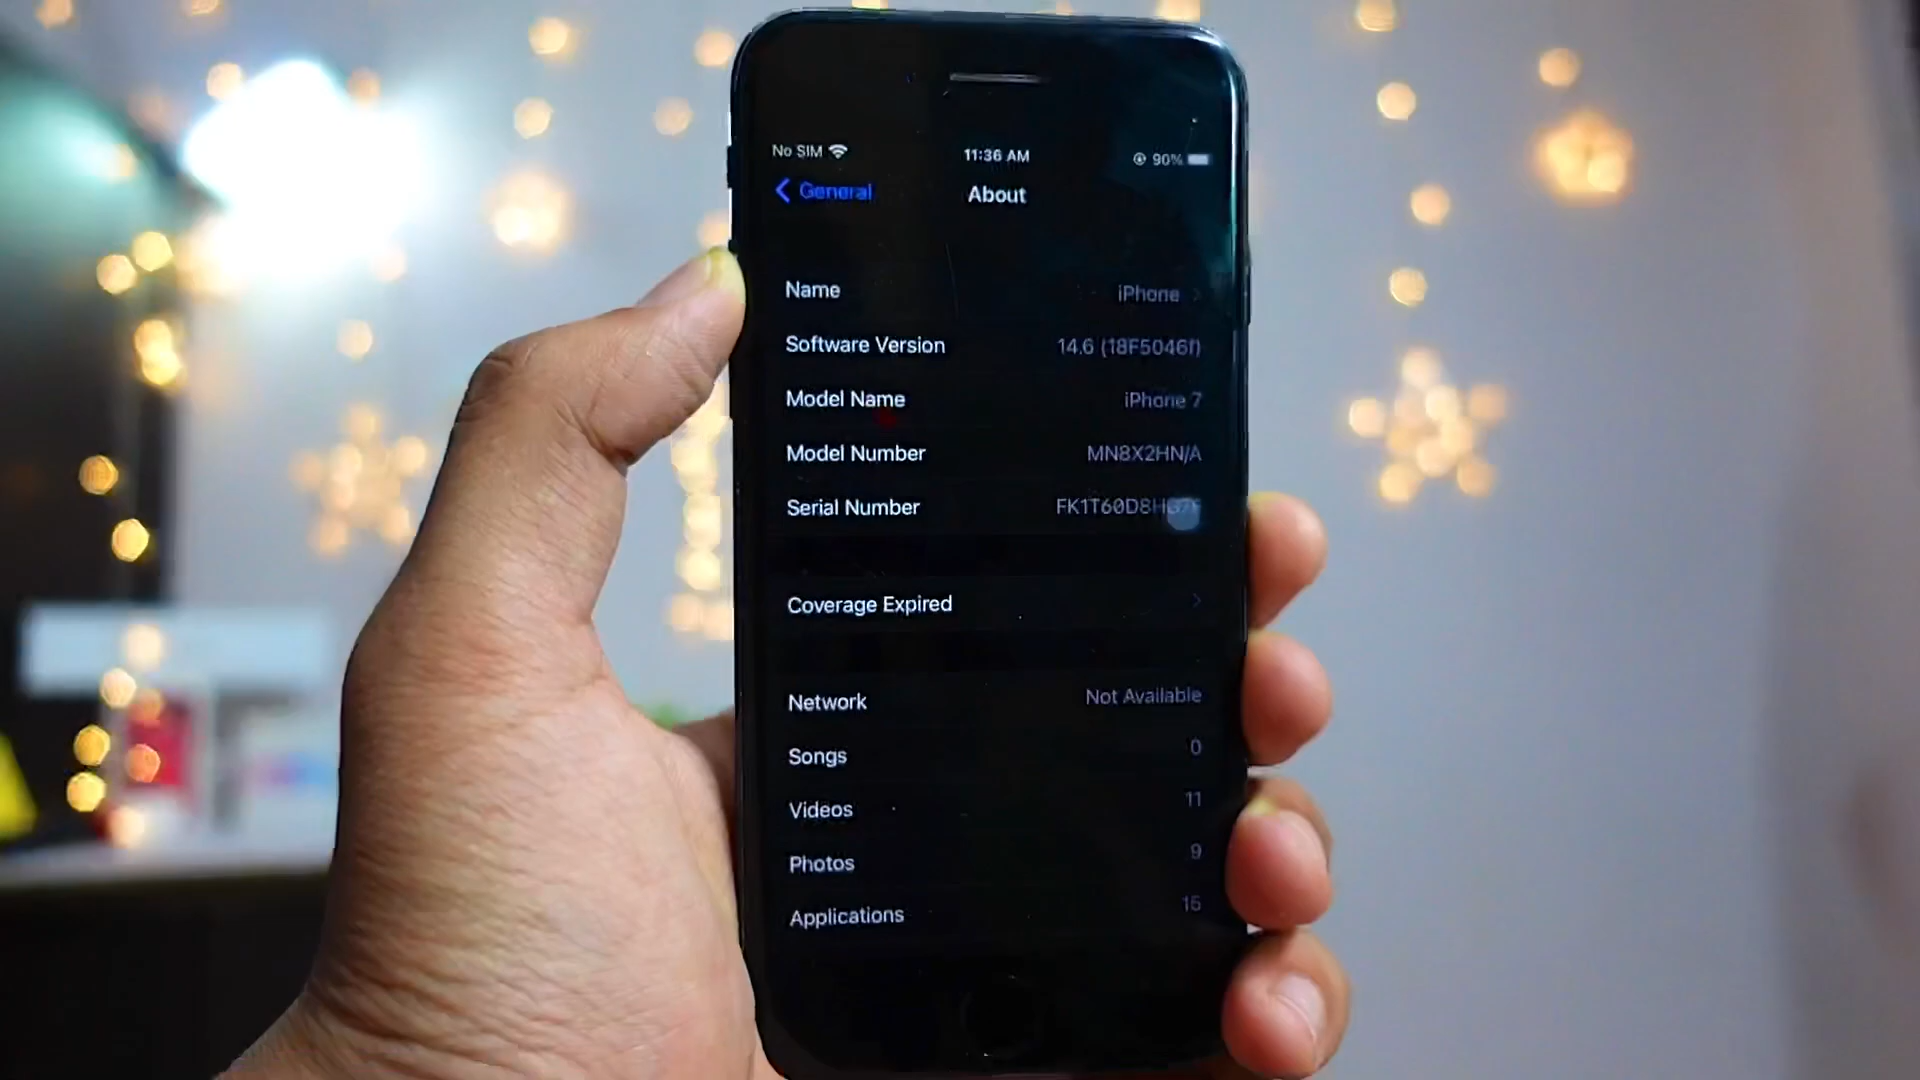 No SIM 11:36 AM 90%
General About
Name iPhone
Software Version 14.6 (18F5046f)
Model Name iPhone 7
Model Number MN8X2HN/A
Serial Number
Coverage Expired
Network Not Available
Songs 0
Videos 11
Photos 9
Applications 15